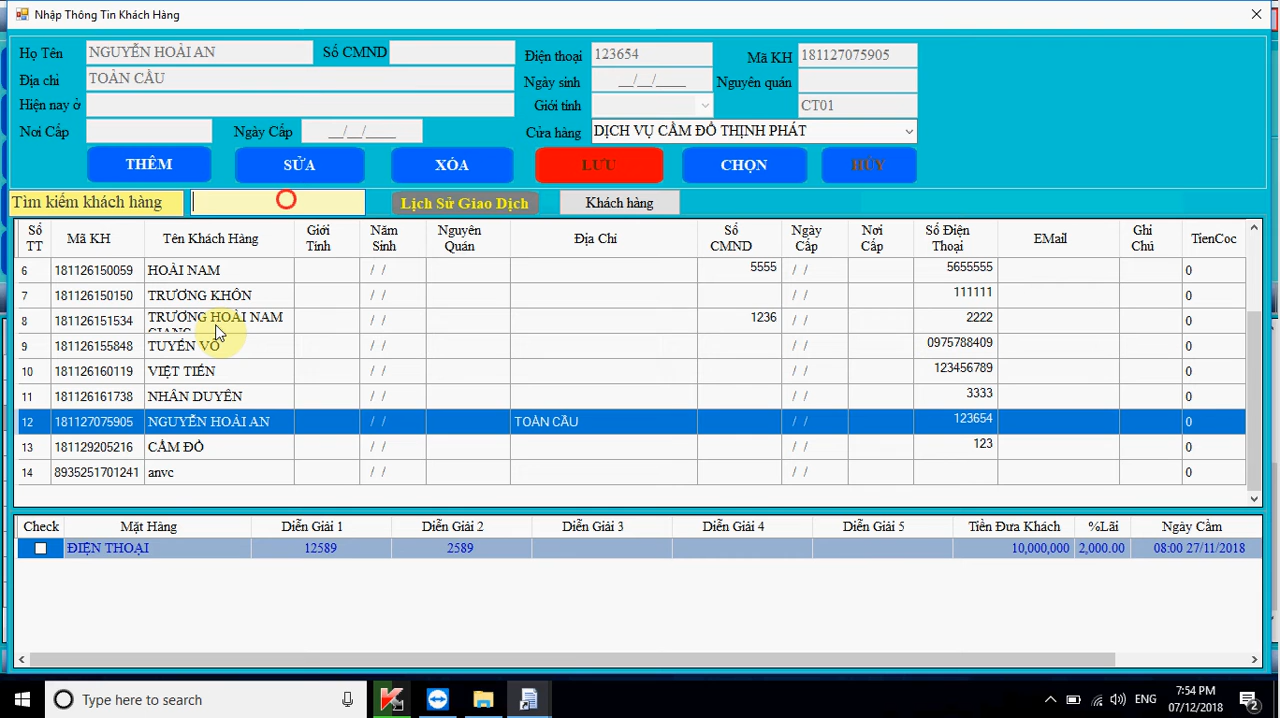 Nhập Thông Tin Khách Hàng
Họ Tên NGUYỄN HOÀI AN Số CMND Điện thoại 123654 Mã KH 181127075905
Địa chỉ TOÀN CẦU Ngày sinh __/__/____ Nguyên quán
Hiện nay ở Giới tính CT01
Nơi Cấp Ngày Cấp __/__/____ Cửa hàng DỊCH VỤ CẦM ĐỒ THỊNH PHÁT
THÊM SỬA XÓA LƯU CHỌN HỦY
Tìm kiếm khách hàng Lịch Sử Giao Dịch Khách hàng
Số TT Mã KH Tên Khách Hàng Giới Tính Năm Sinh Nguyên Quán Địa Chỉ Số CMND Ngày Cấp Nơi Cấp Số Điện Thoại EMail Ghi Chú TienCoc
6 181126150059 HOÀI NAM / / 5555 / / 5655555 0
7 181126150150 TRƯƠNG KHÔN / / / / 111111 0
8 181126151534 TRƯƠNG HOÀI NAM GIANG / / 1236 / / 2222 0
9 181126155848 TUYẾN VÕ / / / / 0975788409 0
10 181126160119 VIỆT TIẾN / / / / 123456789 0
11 181126161738 NHÂN DUYÊN / / / / 3333 0
12 181127075905 NGUYỄN HOÀI AN / / TOÀN CẦU / / 123654 0
13 181129205216 CẦM ĐỒ / / / / 123 0
14 8935251701241 anvc / / / / 0
Check Mặt Hàng Diễn Giải 1 Diễn Giải 2 Diễn Giải 3 Diễn Giải 4 Diễn Giải 5 Tiền Đưa Khách %Lãi Ngày Cầm
ĐIỆN THOẠI 12589 2589 10,000,000 2,000.00 08:00 27/11/2018
Type here to search ENG 7:54 PM
07/12/2018 2